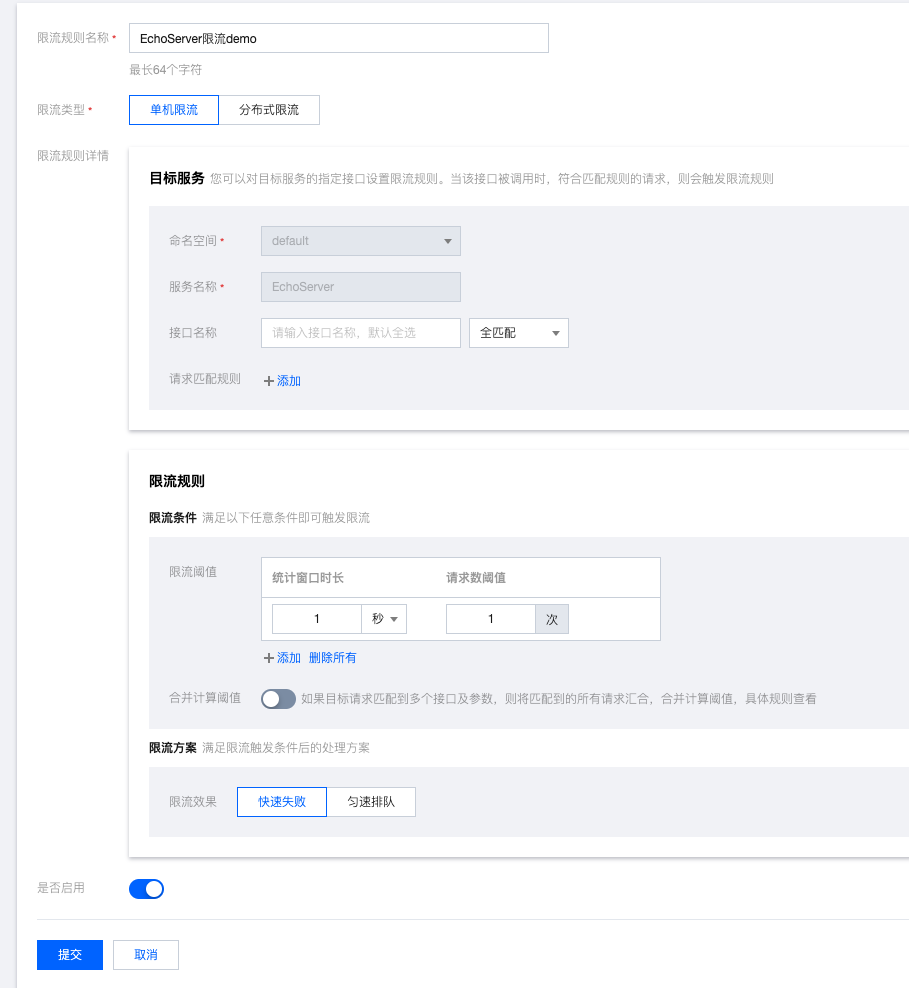 限流规则名称 * EchoServer限流demo
最长64个字符
限流类型 * 单机限流 分布式限流
限流规则详情
目标服务 您可以对目标服务的指定接口设置限流规则。当该接口被调用时，符合匹配规则的请求，则会触发限流规则
命名空间 * default
服务名称 * EchoServer
接口名称 请输入接口名称，默认全选 全匹配
请求匹配规则 +添加
限流规则
限流条件 满足以下任意条件即可触发限流
限流阈值 统计窗口时长 请求数阈值
1 秒 1 次
+添加 删除所有
合并计算阈值 如果目标请求匹配到多个接口及参数，则将匹配到的所有请求汇合，合并计算阈值，具体规则查看
限流方案 满足限流触发条件后的处理方案
限流效果 快速失败 匀速排队
是否启用
提交 取消